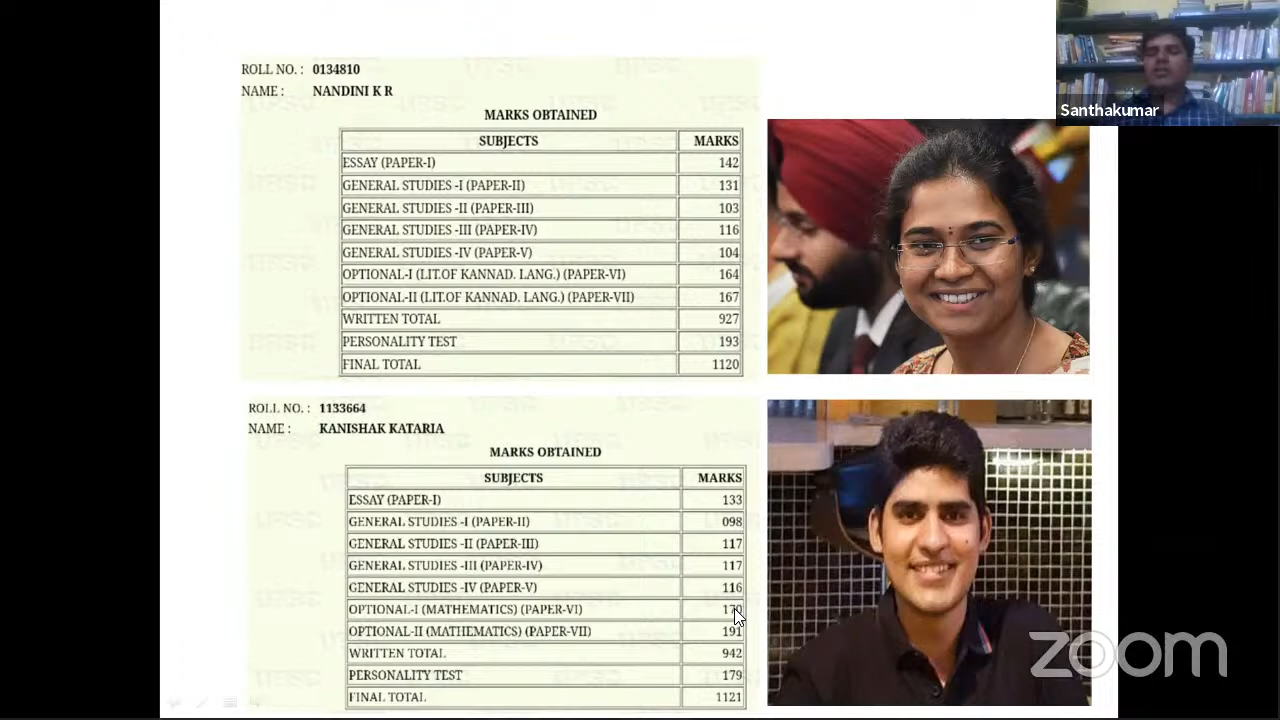 Santhakumar
ROLL NO. : 0134810
NAME : NANDINI K R
MARKS OBTAINED
SUBJECTS MARKS
ESSAY (PAPER-I) 142
GENERAL STUDIES -I (PAPER-II) 131
GENERAL STUDIES -II (PAPER-III) 103
GENERAL STUDIES -III (PAPER-IV) 116
GENERAL STUDIES -IV (PAPER-V) 104
OPTIONAL-I (LIT.OF KANNAD. LANG.) (PAPER-VI) 164
OPTIONAL-II (LIT.OF KANNAD. LANG.) (PAPER-VII) 167
WRITTEN TOTAL 927
PERSONALITY TEST 193
FINAL TOTAL 1120
ROLL NO. : 1133664
NAME : KANISHAK KATARIA
MARKS OBTAINED
SUBJECTS MARKS
ESSAY (PAPER-I) 133
GENERAL STUDIES -I (PAPER-II) 098
GENERAL STUDIES -II (PAPER-III) 117
GENERAL STUDIES -III (PAPER-IV) 117
GENERAL STUDIES -IV (PAPER-V) 116
OPTIONAL-I (MATHEMATICS) (PAPER-VI) 170
OPTIONAL-II (MATHEMATICS) (PAPER-VII) 191
WRITTEN TOTAL 942
PERSONALITY TEST 179
FINAL TOTAL 1121
zoom